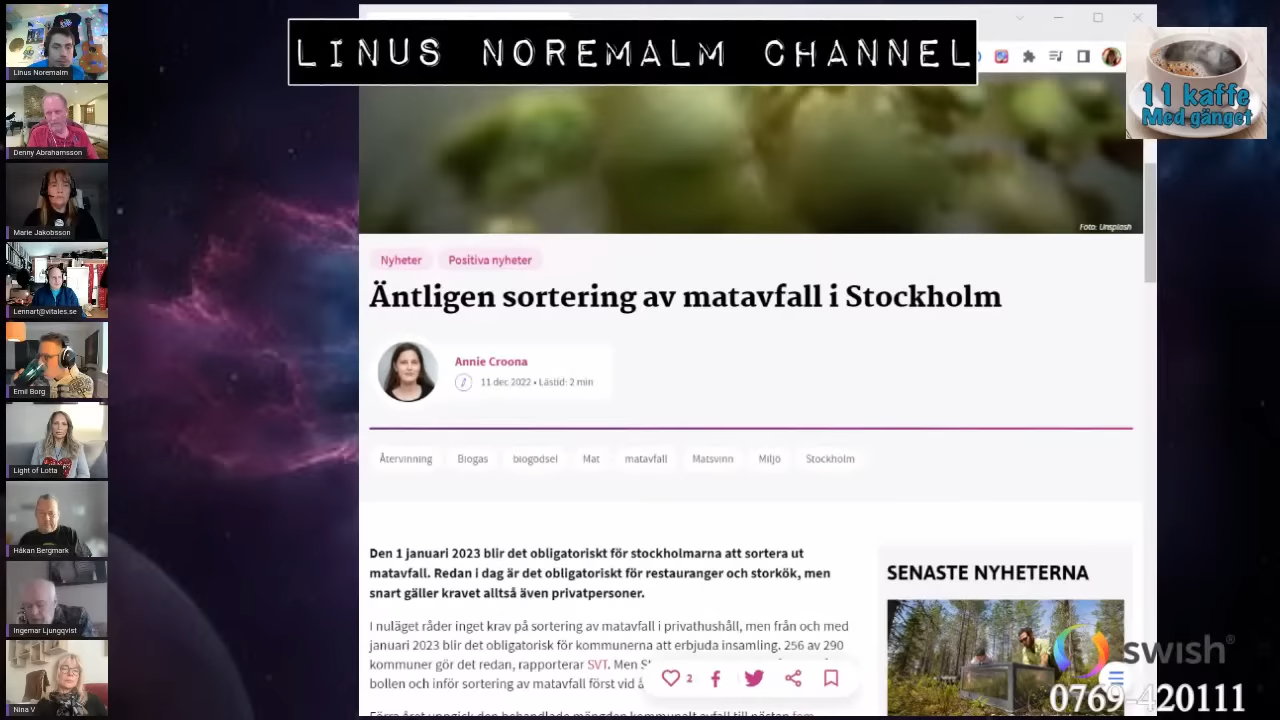 LINUS NOREMALM CHANNEL
11 kaffe
Med gänget
Linus Noremalm
Denny Abrahamsson
Marie Jakobsson
Lennart@vitales.se
Emil Borg
Light of Lotta
Håkan Bergmark
Ingemar Ljungqvist
Nina V
Foto: Unsplash
Nyheter
Positiva nyheter
Äntligen sortering av matavfall i Stockholm
Annie Croona
11 dec 2022 • Lästid: 2 min
Återvinning Biogas biogödsel Mat matavfall Matsvinn Miljö Stockholm
Den 1 januari 2023 blir det obligatoriskt för stockholmarna att sortera ut
matavfall. Redan i dag är det obligatoriskt för restauranger och storkök, men
snart gäller kravet alltså även privatpersoner.
I nuläget råder inget krav på sortering av matavfall i privathushåll, men från och med
januari 2023 blir det obligatoriskt för kommunerna att erbjuda insamling. 256 av 290
kommuner gör det redan, rapporterar SVT. Men
bollen och inför sortering av matavfall först vid
2
SENASTE NYHETERNA
swish®
0769-420111